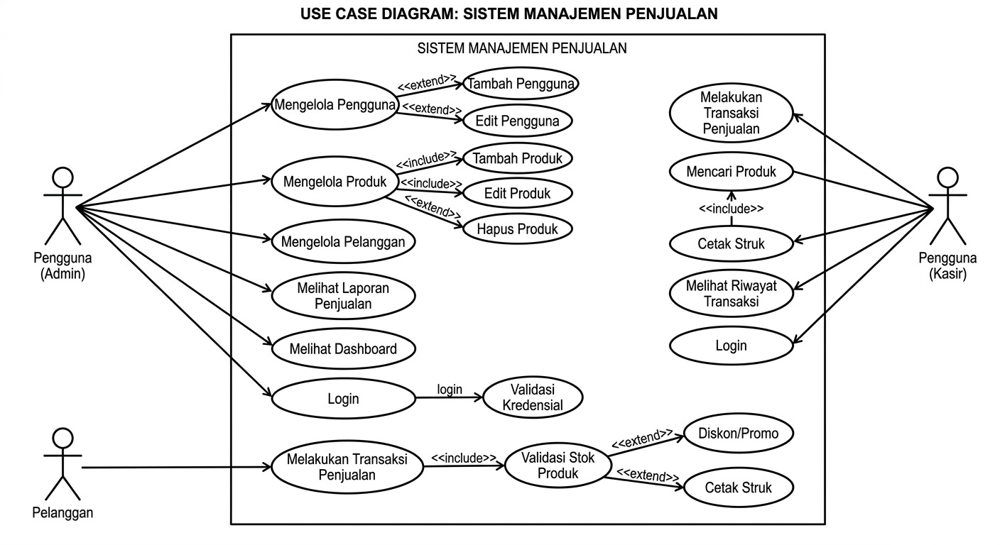 USE CASE DIAGRAM: SISTEM MANAJEMEN PENJUALAN
SISTEM MANAJEMEN PENJUALAN
Pengguna
(Admin)
Mengelola Pengguna
<<extend>>
Tambah Pengguna
<<extend>>
Edit Pengguna
Mengelola Produk
<<include>>
Tambah Produk
<<include>>
Edit Produk
<<extend>>
Hapus Produk
Mengelola Pelanggan
Melihat Laporan
Penjualan
Melihat Dashboard
Login
login
Validasi
Kredensial
Melakukan
Transaksi
Penjualan
Mencari Produk
<<include>>
Cetak Struk
Melihat Riwayat
Transaksi
Login
Pengguna
(Kasir)
Pelanggan
Melakukan Transaksi
Penjualan
<<include>>
Validasi Stok
Produk
<<extend>>
Diskon/Promo
<<extend>>
Cetak Struk